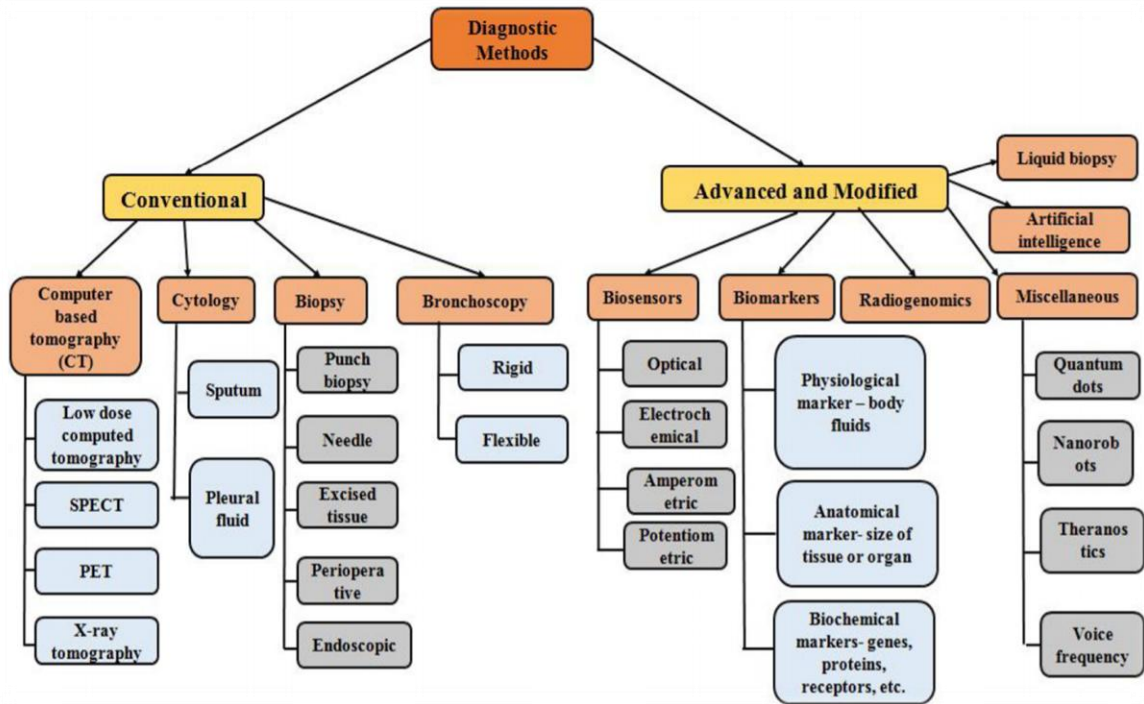 Diagnostic
Methods
Conventional
Advanced and Modified
Liquid biopsy
Artificial
intelligence
Computer
based
tomography
(CT)
Cytology
Biopsy
Bronchoscopy
Biosensors
Biomarkers
Radiogenomics
Miscellaneous
Low dose
computed
tomography
SPECT
PET
X-ray
tomography
Sputum
Pleural
fluid
Punch
biopsy
Needle
Excised
tissue
Periopera
tive
Endoscopic
Rigid
Flexible
Optical
Electroch
emical
Amperom
etric
Potentiom
etric
Physiological
marker – body
fluids
Anatomical
marker- size of
tissue or organ
Biochemical
markers- genes,
proteins,
receptors, etc.
Quantum
dots
Nanorob
ots
Theranos
tics
Voice
frequency